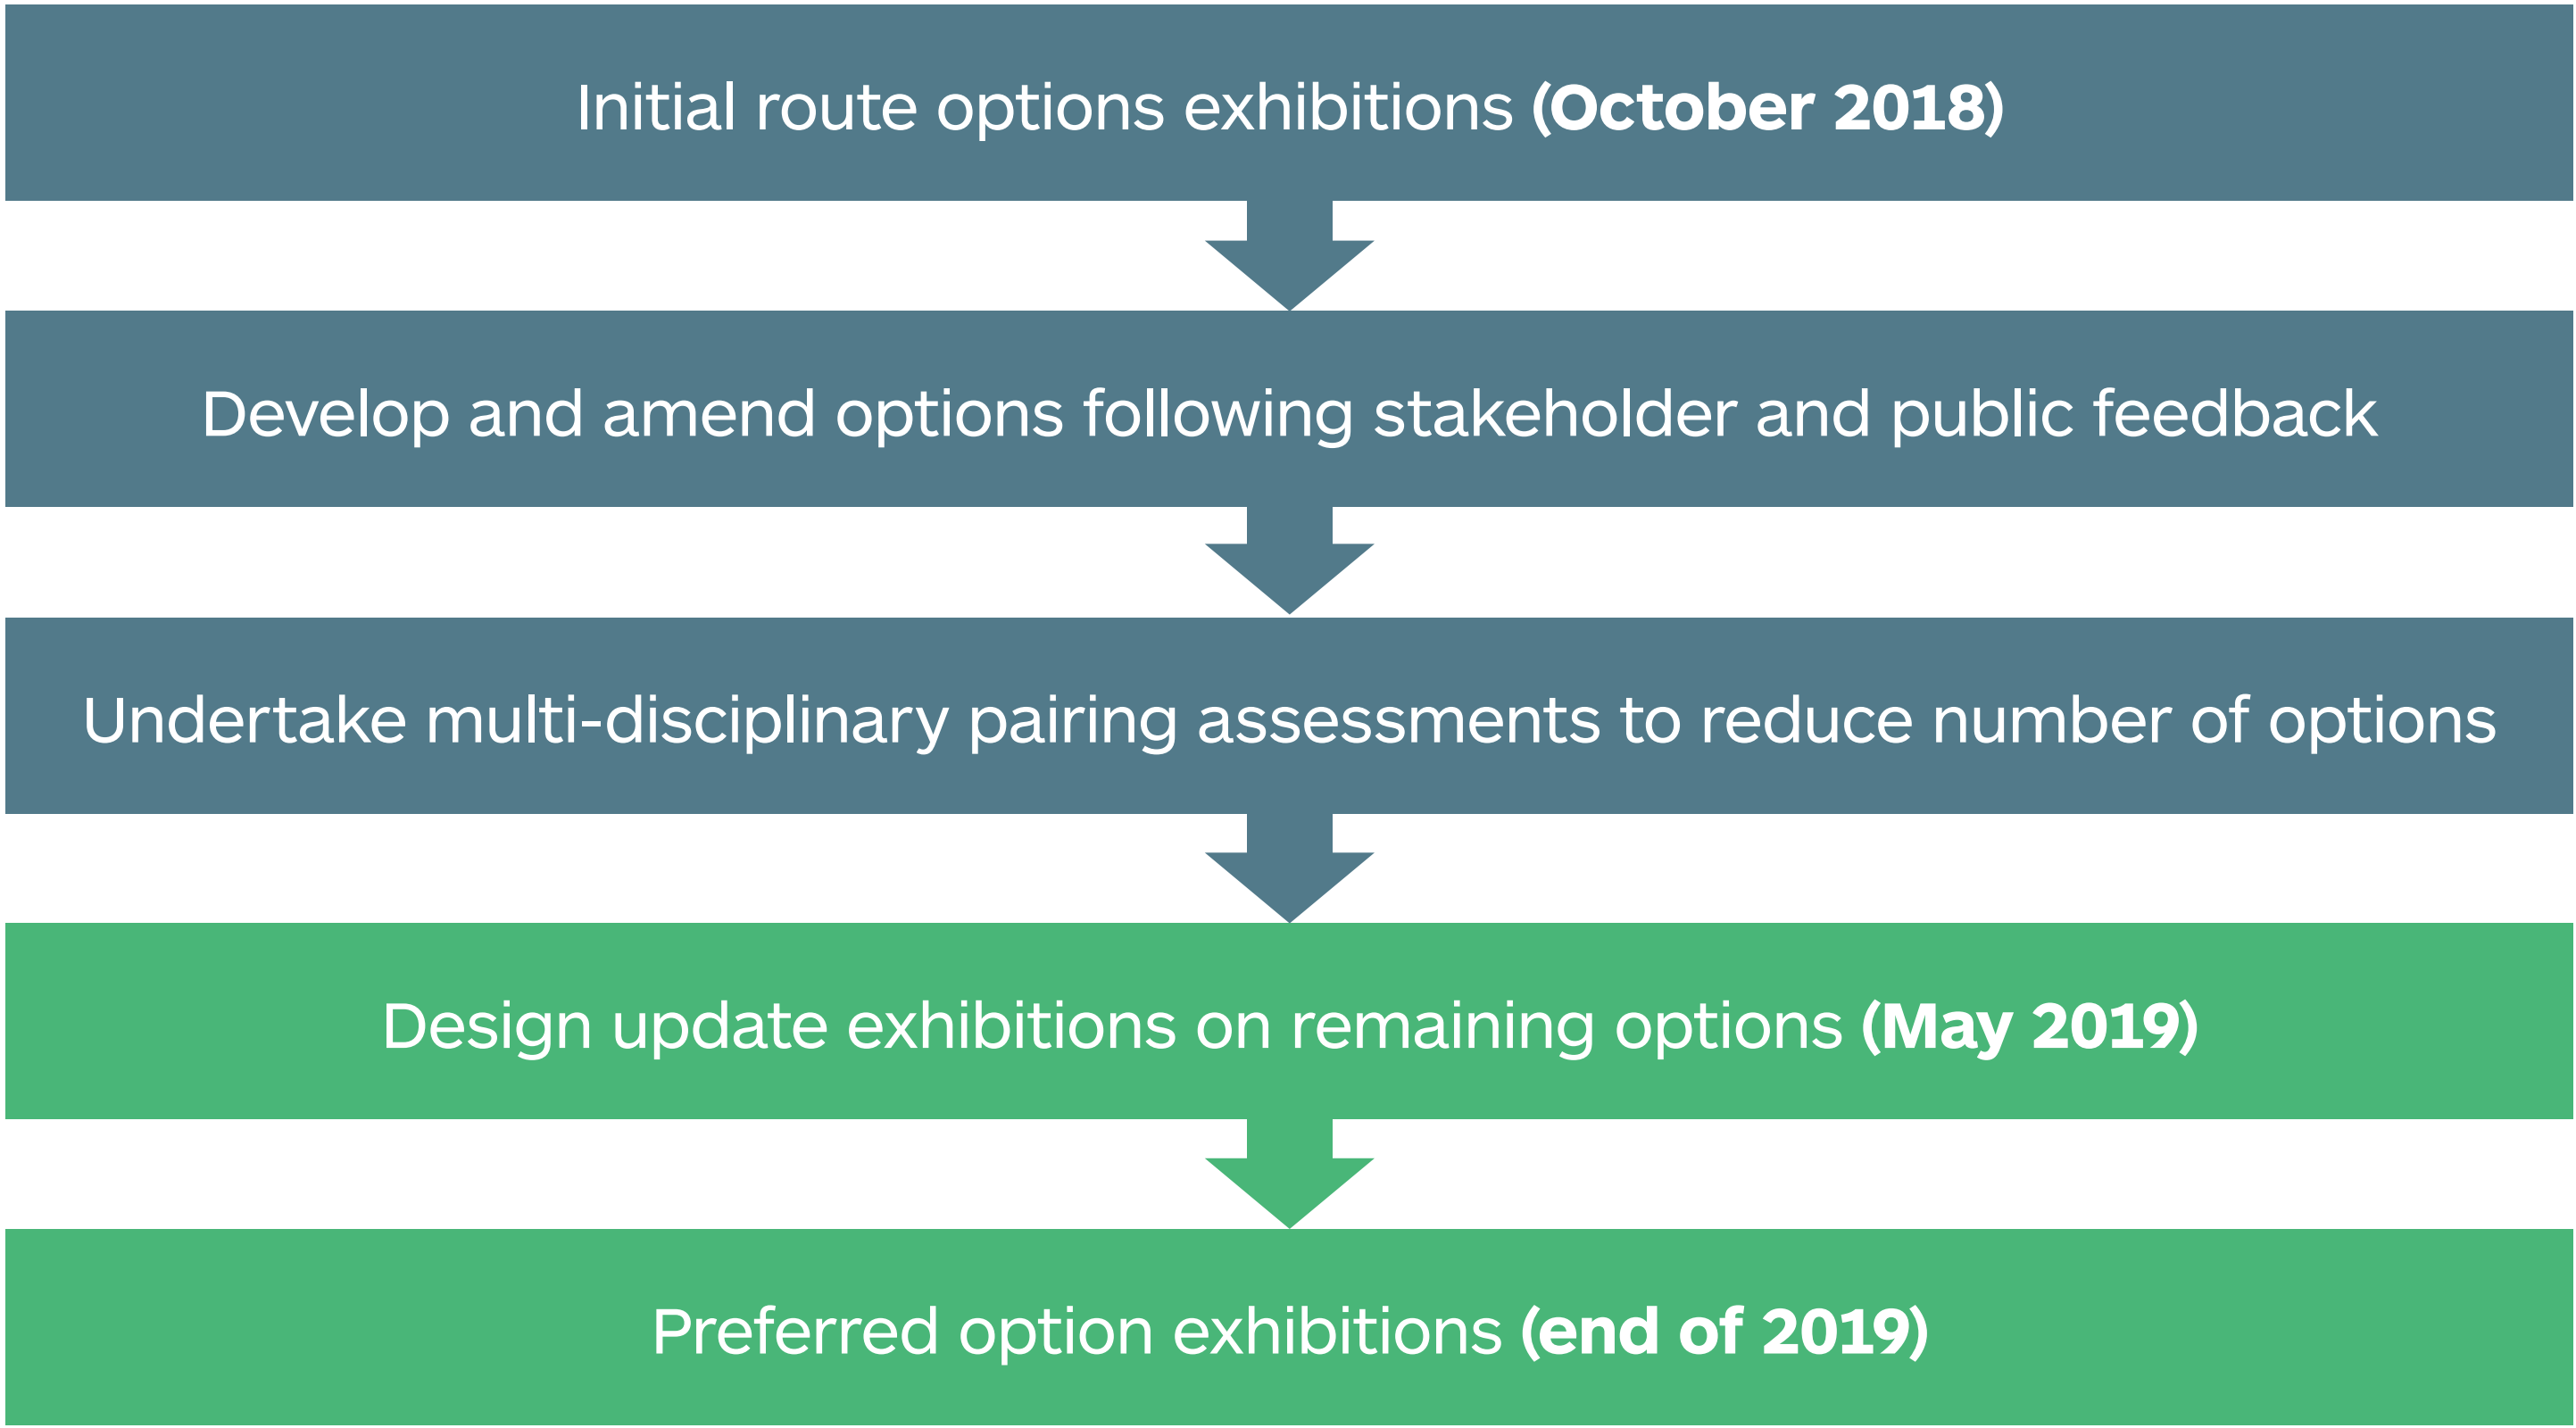 Initial route options exhibitions (October 2018)
Develop and amend options following stakeholder and public feedback
Undertake multi-disciplinary pairing assessments to reduce number of options
Design update exhibitions on remaining options (May 2019)
Preferred option exhibitions (end of 2019)